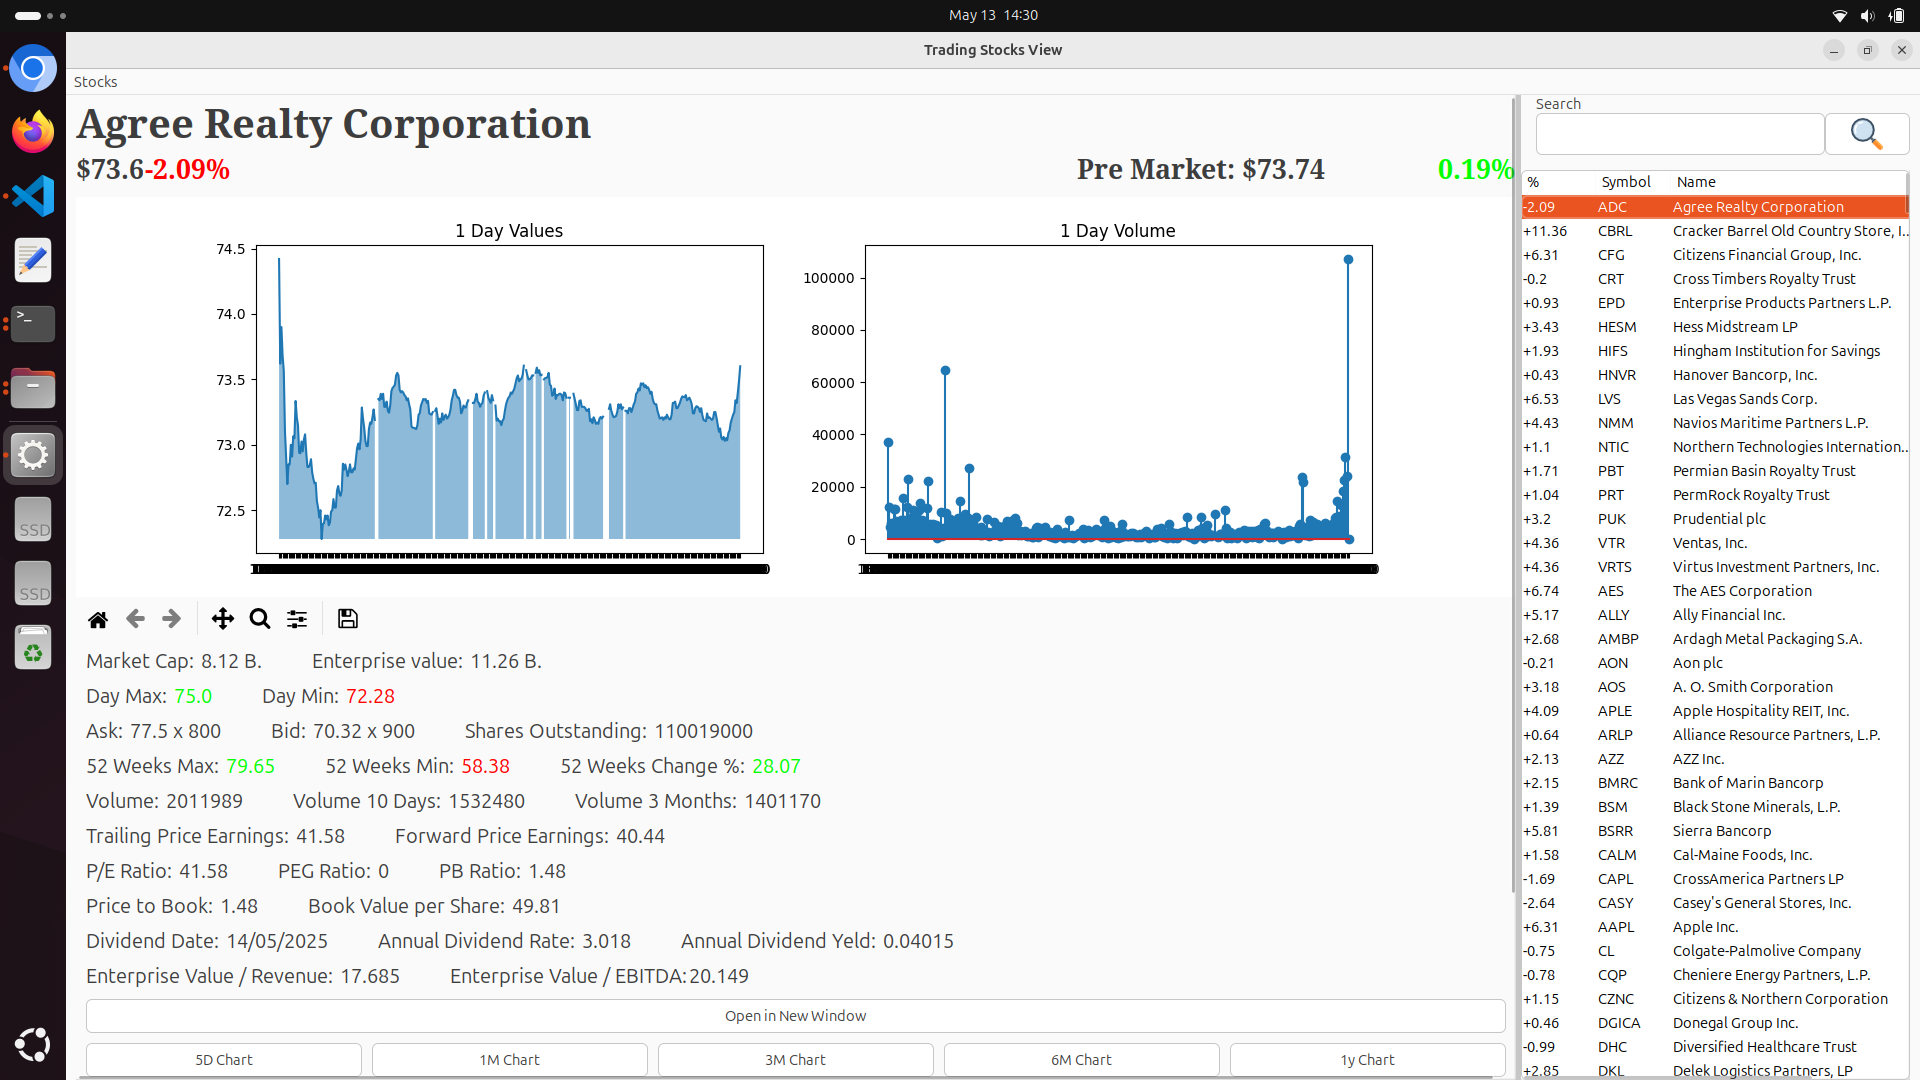 May 13 14:30
Trading Stocks View
Stocks
Agree Realty Corporation
$73.6-2.09%
Pre Market: $73.74 0.19%
1 Day Values
74.5
74.0
73.5
73.0
72.5
1 Day Volume
100000
80000
60000
40000
20000
0
Market Cap: 8.12 B. Enterprise value: 11.26 B.
Day Max: 75.0 Day Min: 72.28
Ask: 77.5 x 800 Bid: 70.32 x 900 Shares Outstanding: 110019000
52 Weeks Max: 79.65 52 Weeks Min: 58.38 52 Weeks Change %: 28.07
Volume: 2011989 Volume 10 Days: 1532480 Volume 3 Months: 1401170
Trailing Price Earnings: 41.58 Forward Price Earnings: 40.44
P/E Ratio: 41.58 PEG Ratio: 0 PB Ratio: 1.48
Price to Book: 1.48 Book Value per Share: 49.81
Dividend Date: 14/05/2025 Annual Dividend Rate: 3.018 Annual Dividend Yeld: 0.04015
Enterprise Value / Revenue: 17.685 Enterprise Value / EBITDA: 20.149
Open in New Window
5D Chart 1M Chart 3M Chart 6M Chart 1y Chart
Search
% Symbol Name
-2.09 ADC Agree Realty Corporation
+11.36 CBRL Cracker Barrel Old Country Store, I..
+6.31 CFG Citizens Financial Group, Inc.
-0.2 CRT Cross Timbers Royalty Trust
+0.93 EPD Enterprise Products Partners L.P.
+3.43 HESM Hess Midstream LP
+1.93 HIFS Hingham Institution for Savings
+0.43 HNVR Hanover Bancorp, Inc.
+6.53 LVS Las Vegas Sands Corp.
+4.43 NMM Navios Maritime Partners L.P.
+1.1 NTIC Northern Technologies Internation..
+1.71 PBT Permian Basin Royalty Trust
+1.04 PRT PermRock Royalty Trust
+3.2 PUK Prudential plc
+4.36 VTR Ventas, Inc.
+4.36 VRTS Virtus Investment Partners, Inc.
+6.74 AES The AES Corporation
+5.17 ALLY Ally Financial Inc.
+2.68 AMBP Ardagh Metal Packaging S.A.
-0.21 AON Aon plc
+3.18 AOS A. O. Smith Corporation
+4.09 APLE Apple Hospitality REIT, Inc.
+0.64 ARLP Alliance Resource Partners, L.P.
+2.13 AZZ AZZ Inc.
+2.15 BMRC Bank of Marin Bancorp
+1.39 BSM Black Stone Minerals, L.P.
+5.81 BSRR Sierra Bancorp
+1.58 CALM Cal-Maine Foods, Inc.
-1.69 CAPL CrossAmerica Partners LP
-2.64 CASY Casey's General Stores, Inc.
+6.31 AAPL Apple Inc.
-0.75 CL Colgate-Palmolive Company
-0.78 CQP Cheniere Energy Partners, L.P.
+1.15 CZNC Citizens & Northern Corporation
+0.46 DGICA Donegal Group Inc.
-0.99 DHC Diversified Healthcare Trust
+2.85 DKL Delek Logistics Partners, LP
SSD
SSD